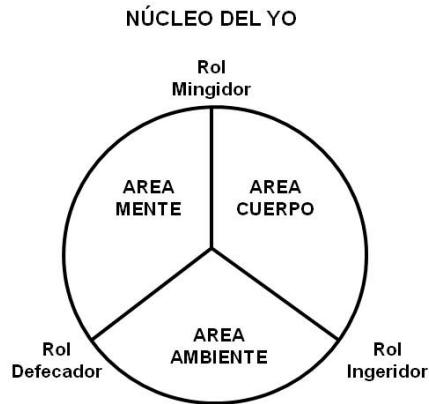 NÚCLEO DEL YO
Rol
Mingidor
AREA
MENTE
AREA
CUERPO
AREA
AMBIENTE
Rol
Defecador
Rol
Ingeridor